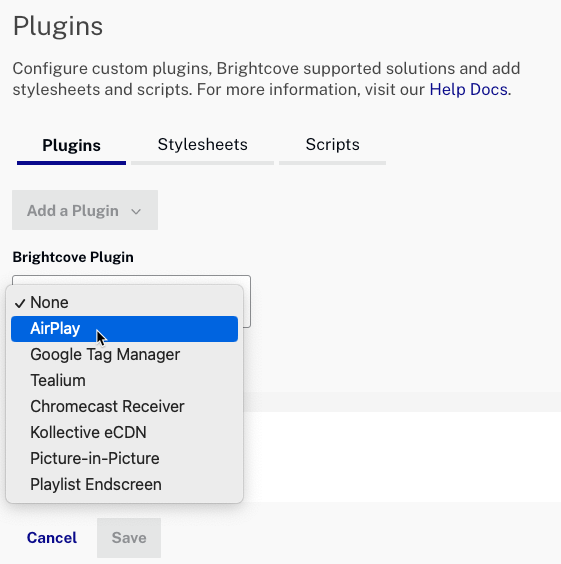 Plugins
Configure custom plugins, Brightcove supported solutions and add
stylesheets and scripts. For more information, visit our Help Docs.
Plugins
Stylesheets
Scripts
Add a Plugin
Brightcove Plugin
✓ None
AirPlay
Google Tag Manager
Tealium
Chromecast Receiver
Kollective eCDN
Picture-in-Picture
Playlist Endscreen
Cancel
Save